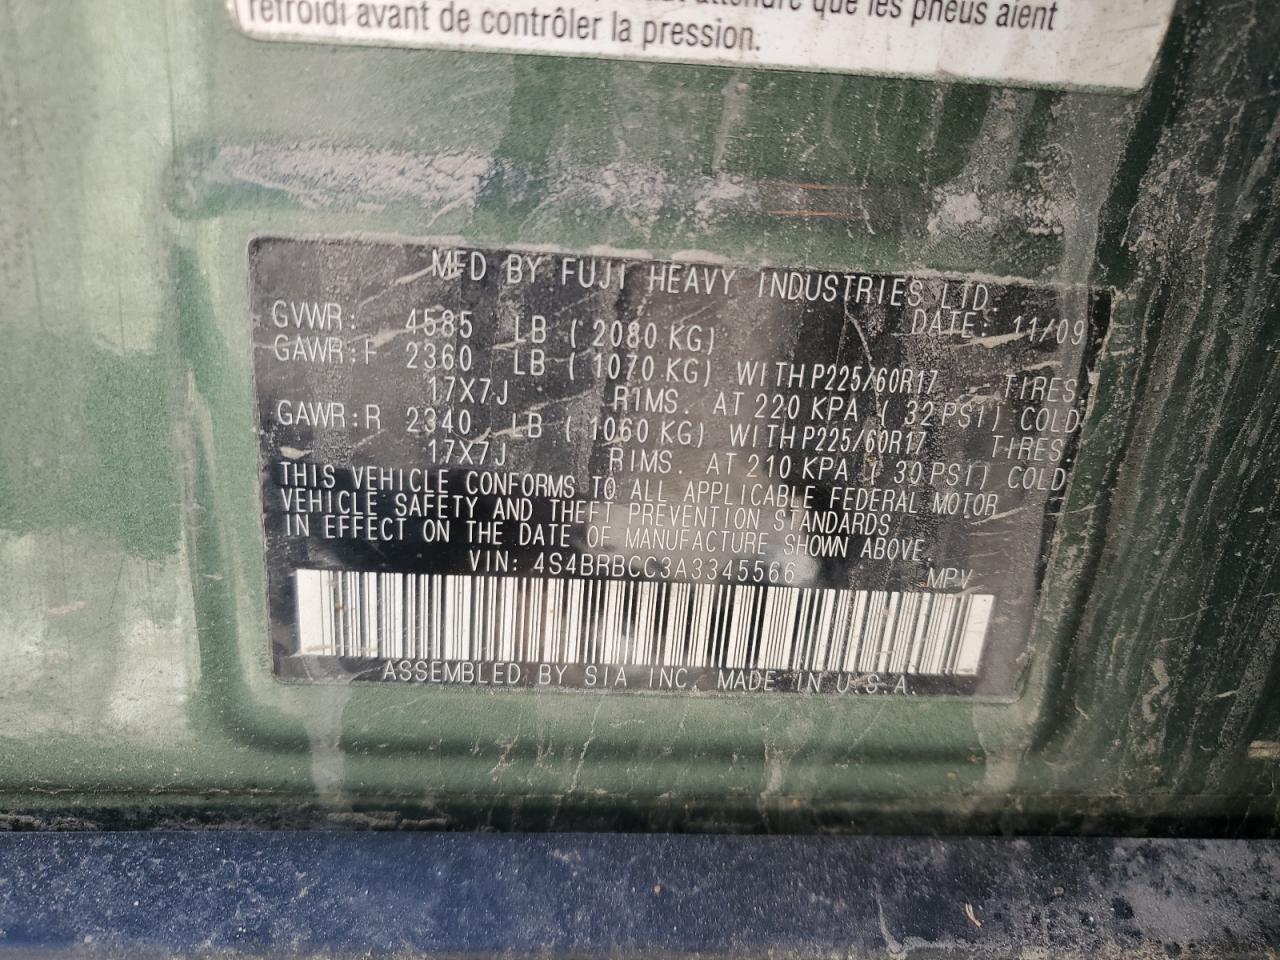 que les pneus aient
refroidi avant de contrôler la pression.
MFD BY FUJI HEAVY INDUSTRIES LTD.
DATE: 11/09
GVWR: 4585 LB (2080 KG)
GAWR:F 2360 LB (1070 KG) WITH P225/60R17 TIRES,
17X7J RIMS. AT 220 KPA (32 PSI) COLD
GAWR:R 2340 LB (1060 KG) WITH P225/60R17 TIRES.
17X7J RIMS. AT 210 KPA (30 PSI) COLD
THIS VEHICLE CONFORMS TO ALL APPLICABLE FEDERAL MOTOR
VEHICLE SAFETY AND THEFT PREVENTION STANDARDS
IN EFFECT ON THE DATE OF MANUFACTURE SHOWN ABOVE.
VIN: 4S4BRBCC3A3345566 MPV
ASSEMBLED BY SIA INC. MADE IN U.S.A.